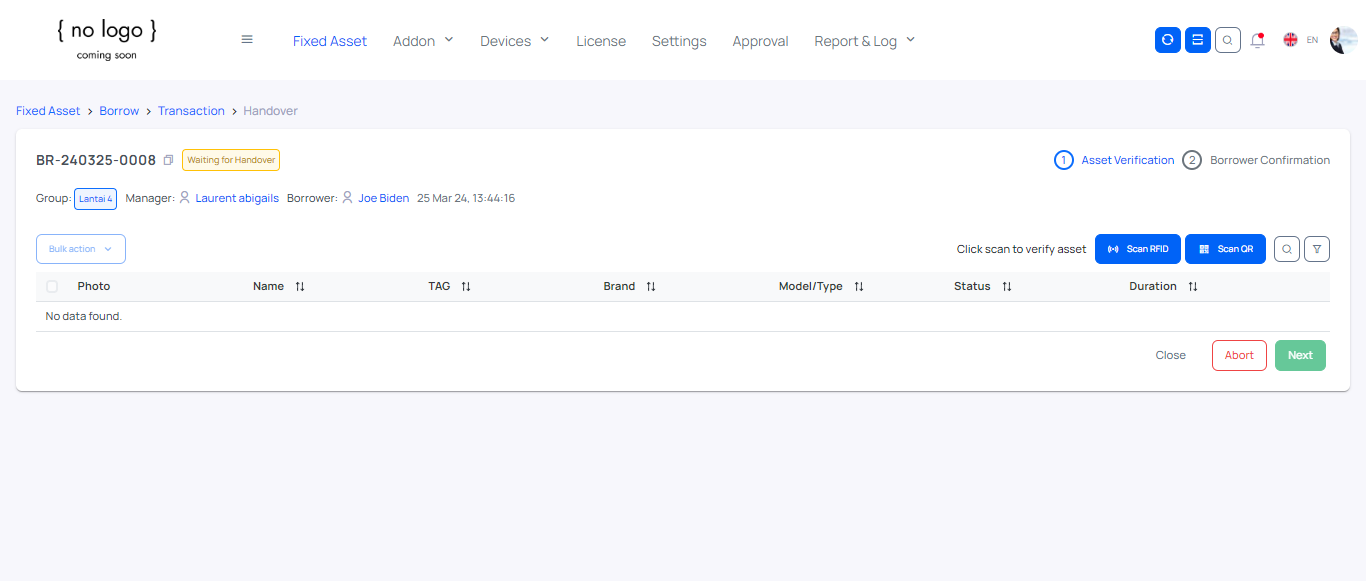 { no logo }
coming soon
Fixed Asset Addon Devices License Settings Approval Report & Log EN
Fixed Asset > Borrow > Transaction > Handover
BR-240325-0008 Waiting for Handover 1 Asset Verification 2 Borrower Confirmation
Group: Lantai 4 Manager: Laurent abigails Borrower: Joe Biden 25 Mar 24, 13:44:16
Bulk action Click scan to verify asset Scan RFID Scan QR
Photo Name TAG Brand Model/Type Status Duration
No data found.
Close Abort Next